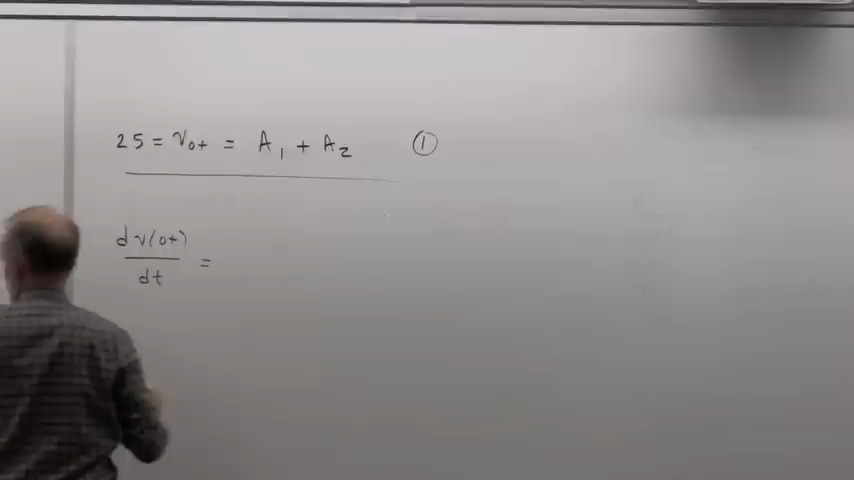 25 = V₀₊ = A₁ + A₂ ①
dv(0+)
dt =